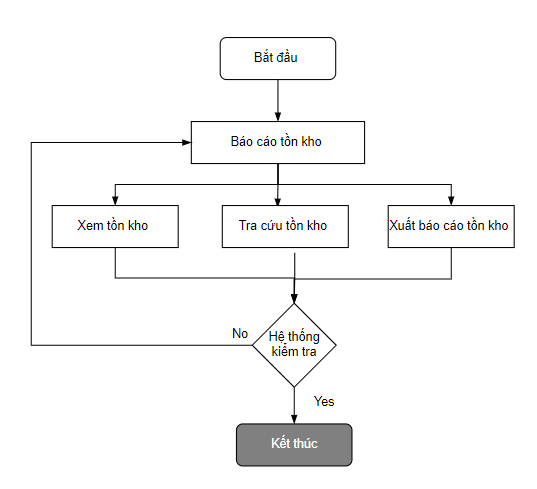 Bắt đầu
Báo cáo tồn kho
Xem tồn kho
Tra cứu tồn kho
Xuất báo cáo tồn kho
No
Hệ thống
kiểm tra
Yes
Kết thúc